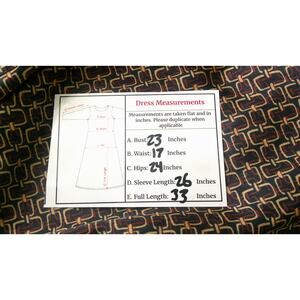 Dress Measurements
Measurements are taken flat and in
inches. Please duplicate when
applicable
A. Bust: 23 Inches
B. Waist: 17 Inches
C. Hips: 24 Inches
D. Sleeve Length: 26 Inches
E. Full Length: 33 Inches